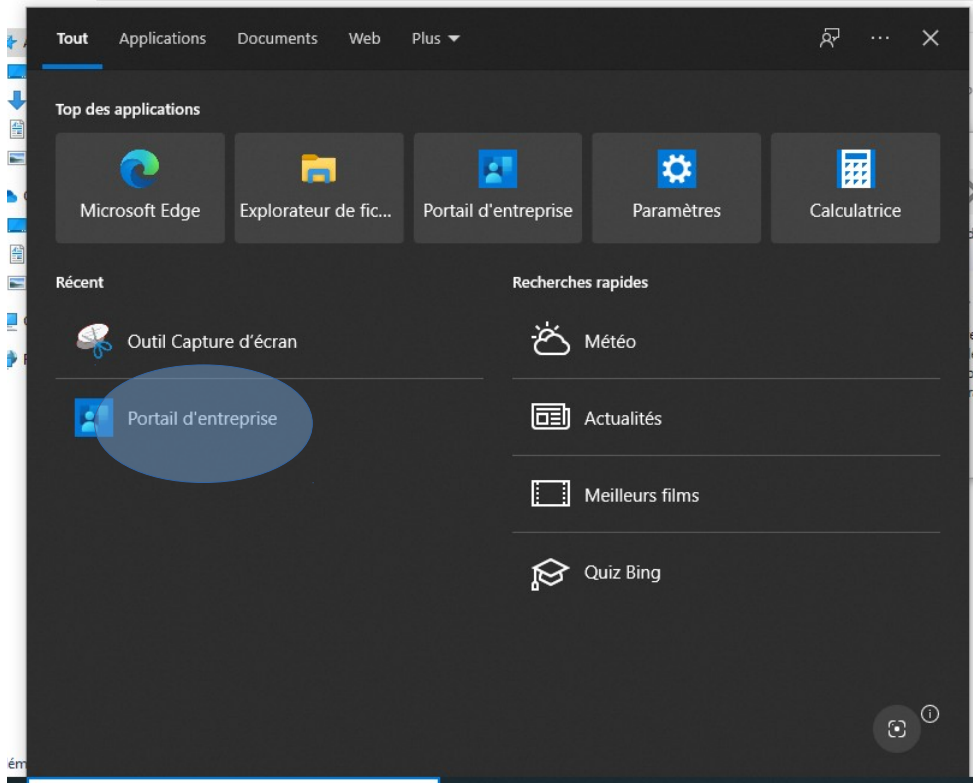 Tout Applications Documents Web Plus
Top des applications
Microsoft Edge Explorateur de fic... Portail d'entreprise Paramètres Calculatrice
Récent Recherches rapides
Outil Capture d’écran Météo
Portail d'entreprise Actualités
Meilleurs films
Quiz Bing
ém